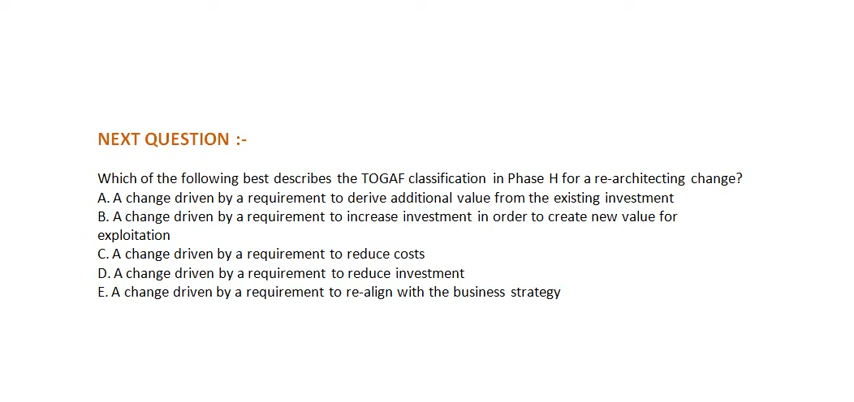 NEXT QUESTION :-
Which of the following best describes the TOGAF classification in Phase H for a re-architecting change?
A. A change driven by a requirement to derive additional value from the existing investment
B. A change driven by a requirement to increase investment in order to create new value for
exploitation
C. A change driven by a requirement to reduce costs
D. A change driven by a requirement to reduce investment
E. A change driven by a requirement to re-align with the business strategy